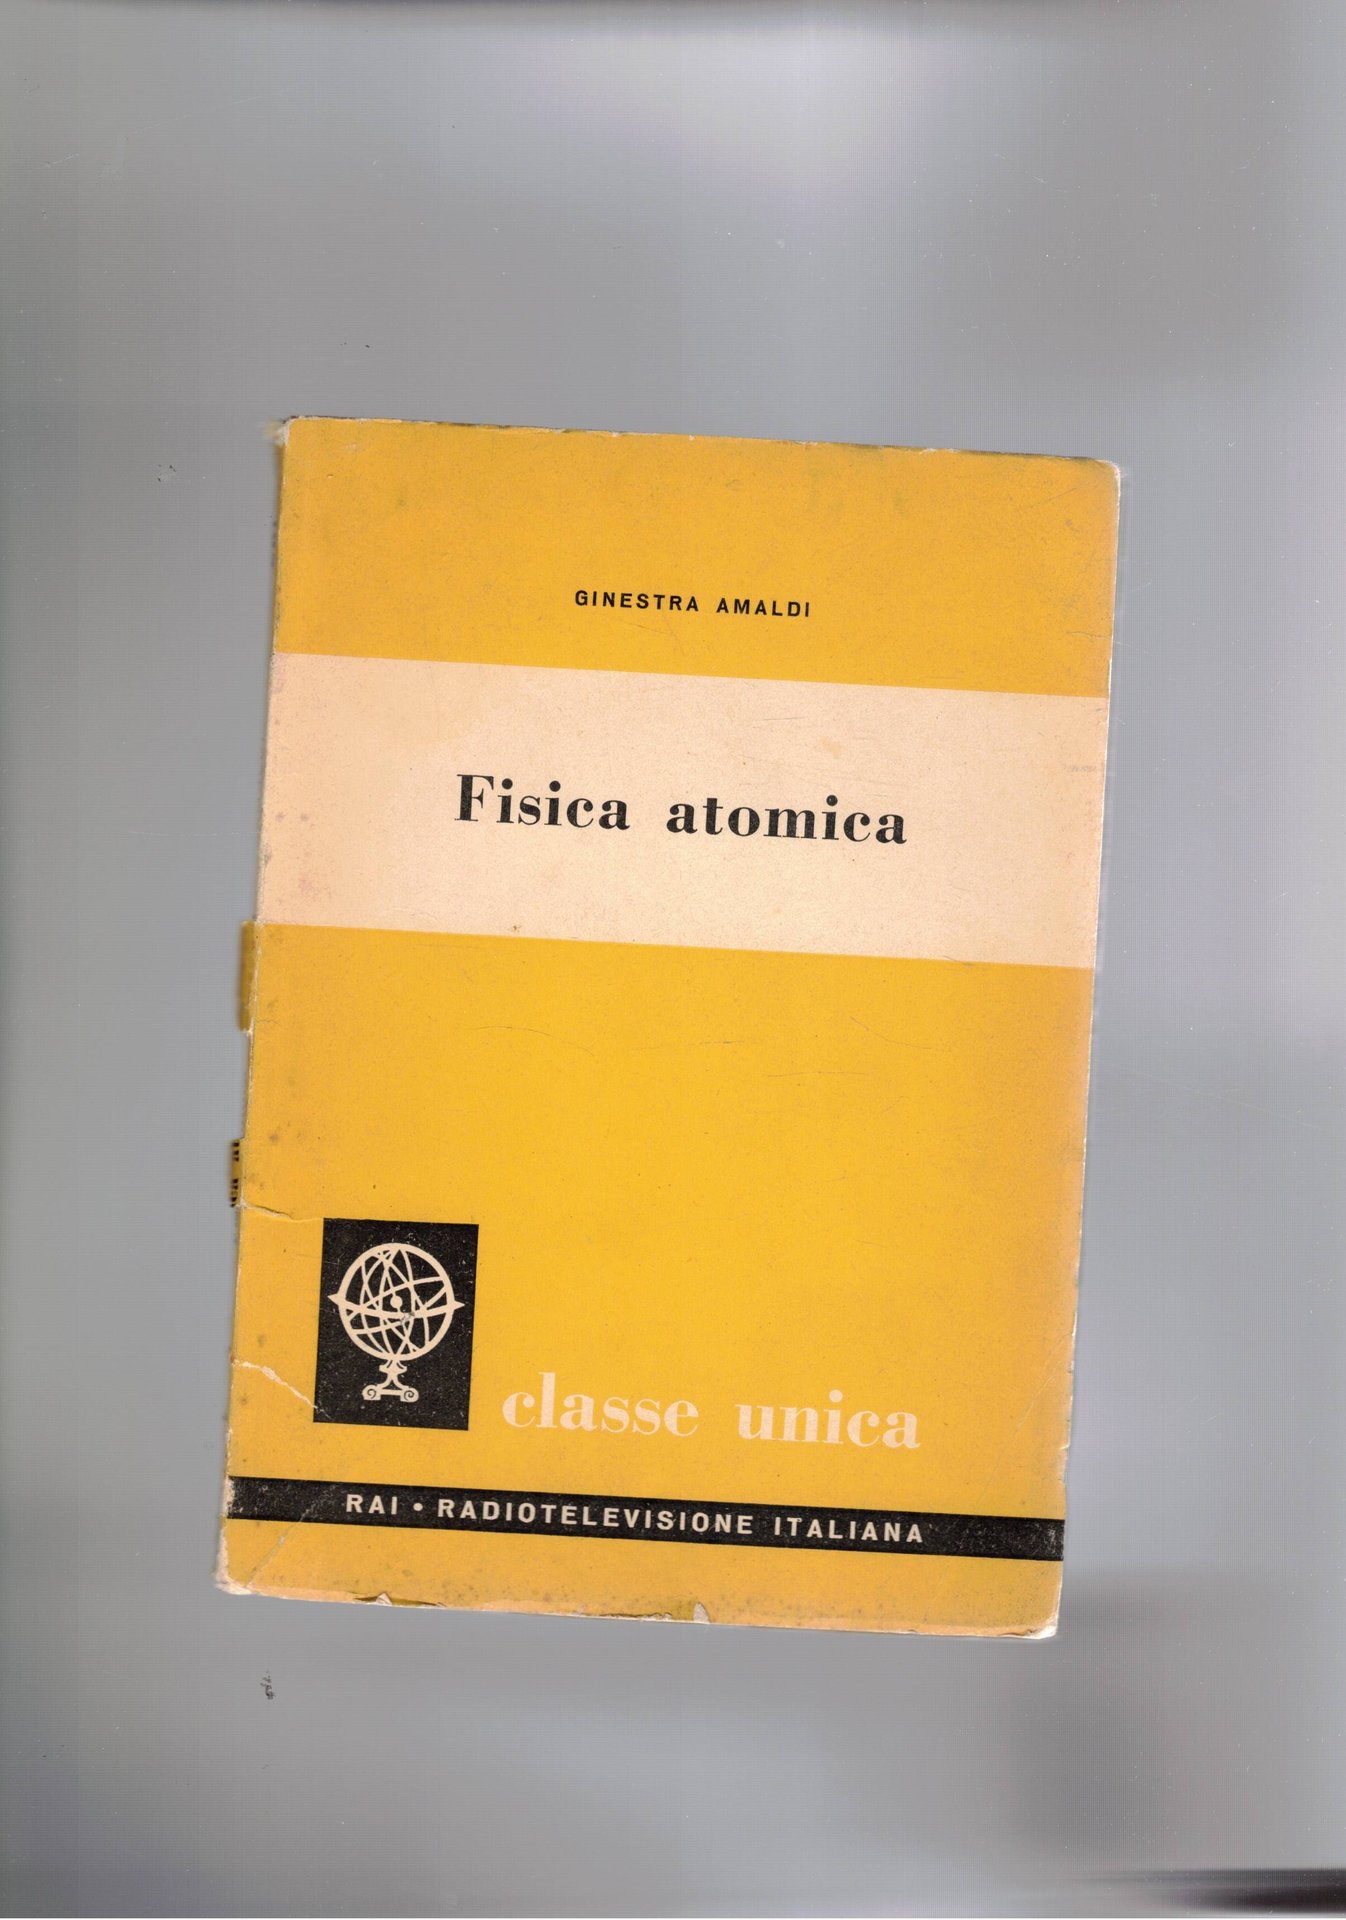 GINESTRA AMALDI
Fisica atomica
classe unica
RAI • RADIOTELEVISIONE ITALIANA